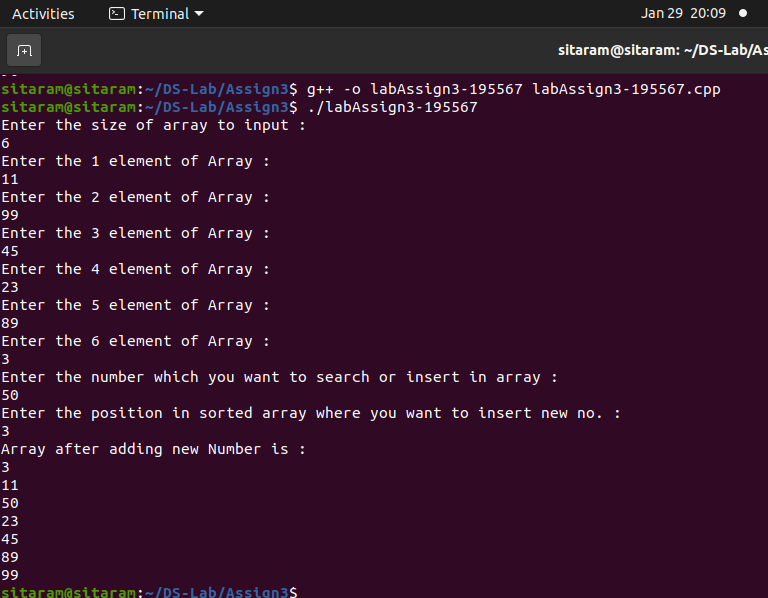 Activities Terminal Jan 29 20:09
sitaram@sitaram: ~/DS-Lab/As
sitaram@sitaram:~/DS-Lab/Assign3$ g++ -o labAssign3-195567 labAssign3-195567.cpp
sitaram@sitaram:~/DS-Lab/Assign3$ ./labAssign3-195567
Enter the size of array to input :
6
Enter the 1 element of Array :
11
Enter the 2 element of Array :
99
Enter the 3 element of Array :
45
Enter the 4 element of Array :
23
Enter the 5 element of Array :
89
Enter the 6 element of Array :
3
Enter the number which you want to search or insert in array :
50
Enter the position in sorted array where you want to insert new no. :
3
Array after adding new Number is :
3
11
50
23
45
89
99
sitaram@sitaram:~/DS-Lab/Assign3$